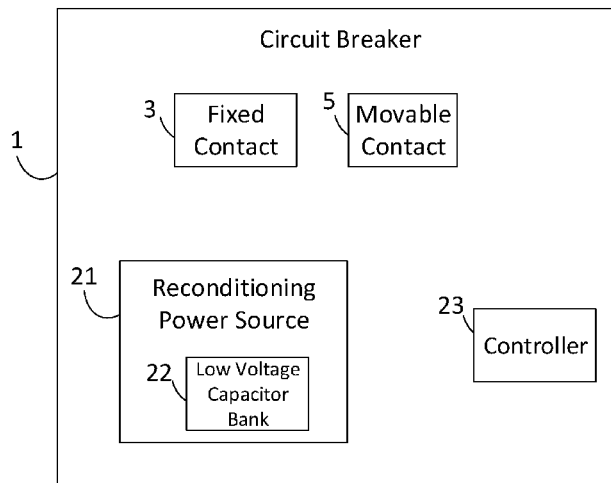 Circuit Breaker
3
Fixed
Contact
5
Movable
Contact
1
21
Reconditioning
Power Source
22
Low Voltage
Capacitor
Bank
23
Controller